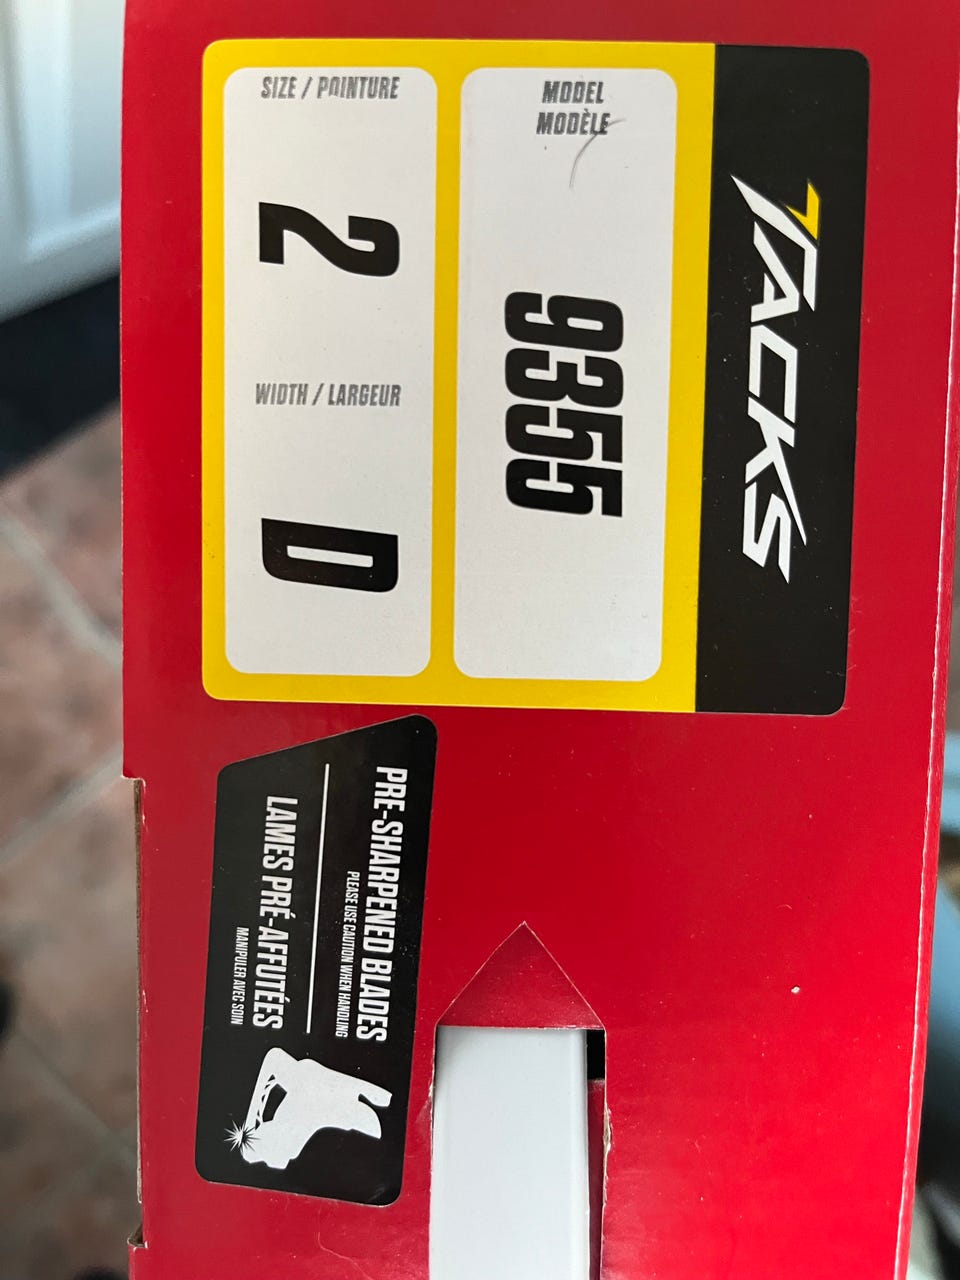 TACKS
MODEL
MODÈLE
9355
SIZE / POINTURE
2
WIDTH / LARGEUR
D
PRE-SHARPENED BLADES
PLEASE USE CAUTION WHEN HANDLING
LAMES PRÉ-AFFUTÉES
MANIPULER AVEC SOIN